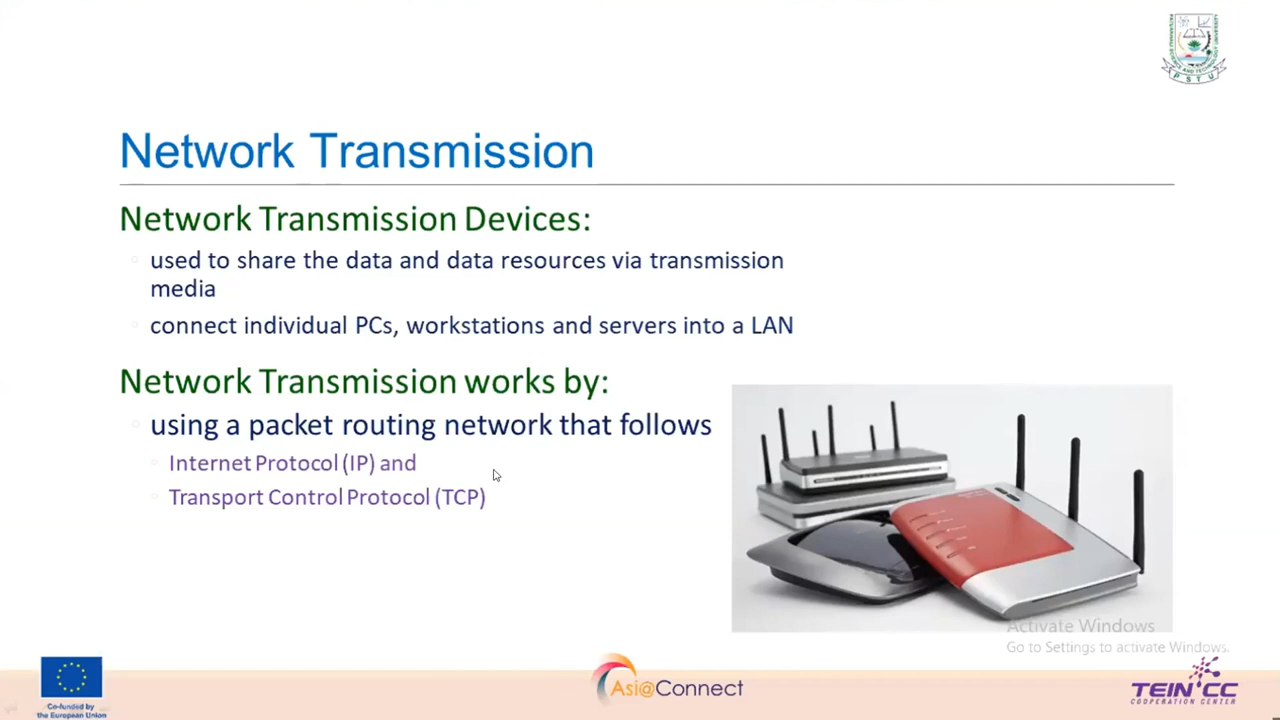 PSTU
Network Transmission
Network Transmission Devices:
used to share the data and data resources via transmission
media
connect individual PCs, workstations and servers into a LAN
Network Transmission works by:
using a packet routing network that follows
Internet Protocol (IP) and
Transport Control Protocol (TCP)
Activate Windows
Go to Settings to activate Windows.
Co-funded by
the European Union
Asi@Connect
TEIN*CC
COOPERATION CENTER